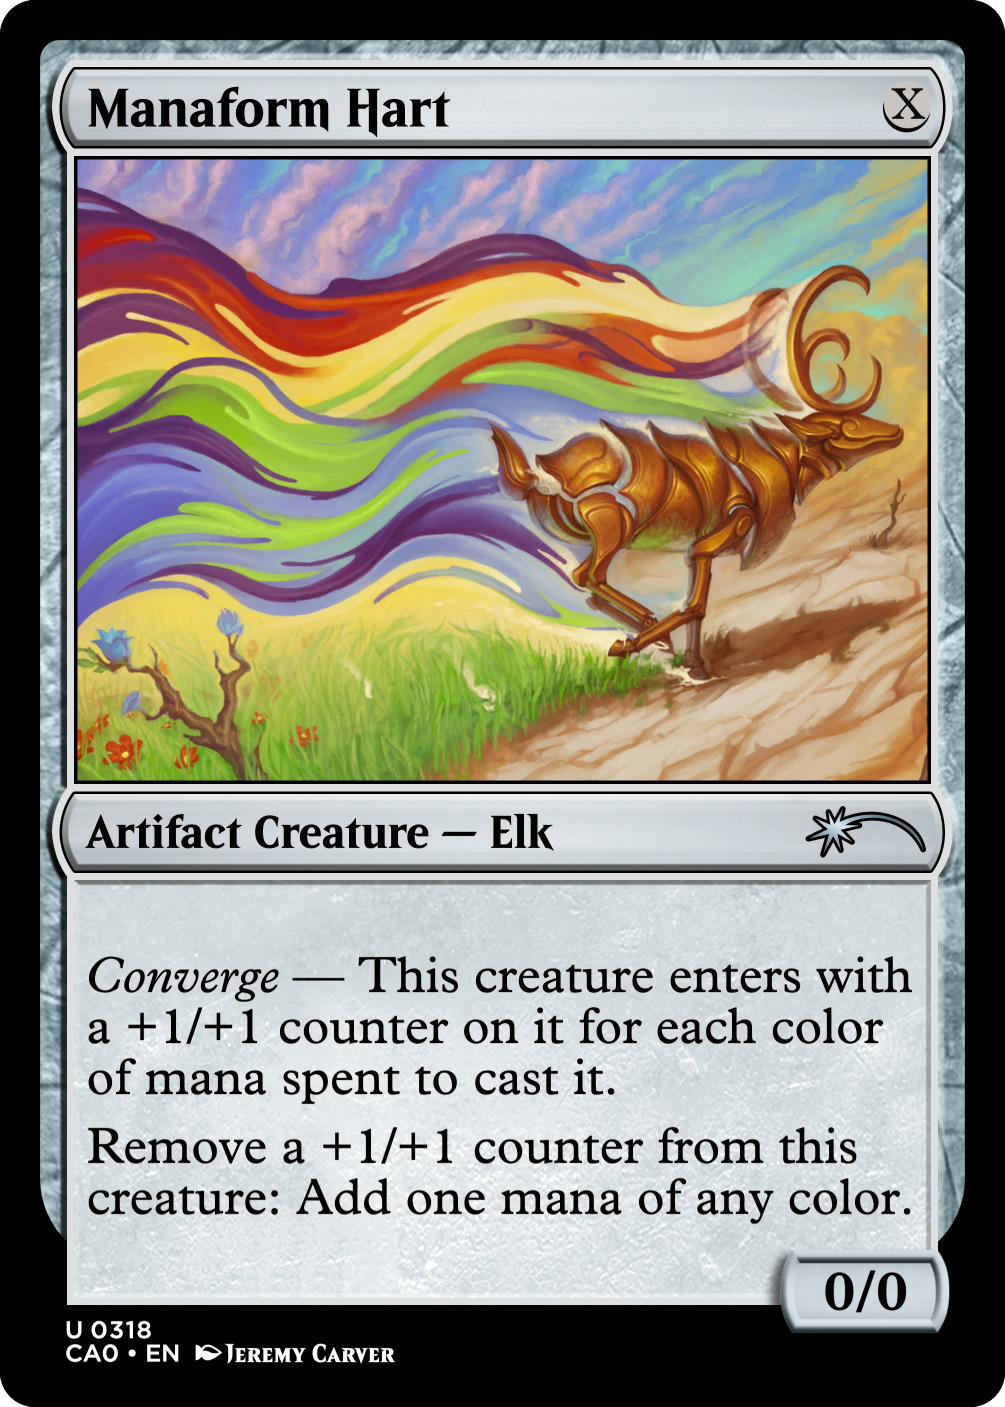 Manaform Hart X
Artifact Creature — Elk
Converge — This creature enters with
a +1/+1 counter on it for each color
of mana spent to cast it.
Remove a +1/+1 counter from this
creature: Add one mana of any color.
0/0
U 0318
CAO • EN Jeremy Carver